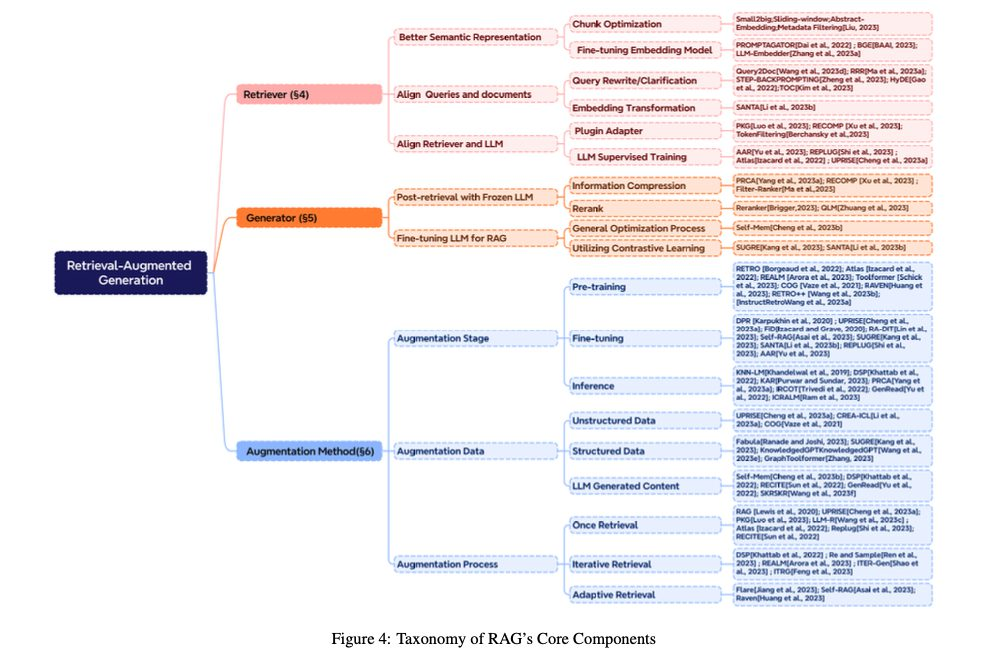 Retrieval-Augmented
Generation
Retriever (§4)
Better Semantic Representation
Chunk Optimization
Small2big;Sliding-window;Abstract-
Embedding;Metadata Filtering[Liu, 2023]
Fine-tuning Embedding Model
PROMPTAGATOR[Dai et al., 2022] ; BGE[BAAI, 2023];
LLM-Embedder[Zhang et al., 2023a]
Align Queries and documents
Query Rewrite/Clarification
Query2Doc[Wang et al., 2023d]; RRR[Ma et al., 2023a];
STEP-BACKPROMPTING[Zheng et al., 2023]; HyDE[Gao
et al., 2022];TOC[Kim et al., 2023]
Embedding Transformation
SANTA[Li et al., 2023b]
Align Retriever and LLM
Plugin Adapter
PKG[Luo et al., 2023]; RECOMP [Xu et al., 2023];
TokenFiltering[Berchansky et al.,2023]
LLM Supervised Training
AAR[Yu et al., 2023]; REPLUG[Shi et al., 2023] ;
Atlas[Izacard et al., 2022] ; UPRISE[Cheng et al., 2023a]
Generator (§5)
Post-retrieval with Frozen LLM
Information Compression
PRCA[Yang et al., 2023a]; RECOMP [Xu et al., 2023] ;
Filter-Ranker[Ma et al.,2023]
Rerank
Reranker[Brigger,2023]; QLM[Zhuang et al., 2023]
Fine-tuning LLM for RAG
General Optimization Process
Self-Mem[Cheng et al., 2023b]
Utilizing Contrastive Learning
SUGRE[Kang et al., 2023]; SANTA[Li et al., 2023b]
Augmentation Method(§6)
Augmentation Stage
Pre-training
RETRO [Borgeaud et al., 2022]; Atlas [Izacard et al.,
2022]; REALM [Arora et al., 2023]; Toolformer [Schick
et al., 2023]; COG [Vaze et al., 2021]; RAVEN[Huang
et al., 2023]; RETRO++ [Wang et al., 2023b];
[InstructRetroWang et al., 2023a]
Fine-tuning
DPR [Karpukhin et al., 2020] ; UPRISE[Cheng et al.,
2023a]; FiD[Izacard and Grave, 2020]; RA-DIT[Lin et al.,
2023]; Self-RAG[Asai et al., 2023]; SUGRE[Kang et al.,
2023]; SANTA[Li et al., 2023b]; REPLUG[Shi et al.,
2023]; AAR[Yu et al., 2023]
Inference
KNN-LM[Khandelwal et al., 2019]; DSP[Khattab et al.,
2022]; KAR[Purwar and Sundar, 2023]; PRCA[Yang et
al., 2023a]; IRCOT[Trivedi et al., 2022]; GenRead[Yu et
al., 2022]; ICRALM[Ram et al., 2023]
Augmentation Data
Unstructured Data
UPRISE[Cheng et al., 2023a]; CREA-ICL[Li et al.,
2023a]; COG[Vaze et al., 2021]
Structured Data
Fabula[Ranade and Joshi, 2023]; SUGRE[Kang et al.,
2023]; KnowledgedGPTKnowledgedGPT[Wang et al.,
2023e]; GraphToolformer[Zhang, 2023]
LLM Generated Content
Self-Mem[Cheng et al., 2023b]; DSP[Khattab et al.,
2022]; RECITE[Sun et al., 2022]; GenRead[Yu et al.,
2022]; SKRSKR[Wang et al., 2023f]
Augmentation Process
Once Retrieval
RAG [Lewis et al., 2020]; UPRISE[Cheng et al., 2023a];
PKG[Luo et al., 2023]; LLM-R[Wang et al., 2023c] ;
Atlas [Izacard et al., 2022]; Replug[Shi et al., 2023];
RECITE[Sun et al., 2022]
Iterative Retrieval
DSP[Khattab et al., 2022] ; Re and Sample[Ren et al.,
2023] ; REALM[Arora et al., 2023] ; ITER-Gen[Shao et
al., 2023] ; ITRG[Feng et al., 2023]
Adaptive Retrieval
Flare[Jiang et al., 2023]; Self-RAG[Asai et al., 2023];
Raven[Huang et al., 2023]
Figure 4: Taxonomy of RAG's Core Components